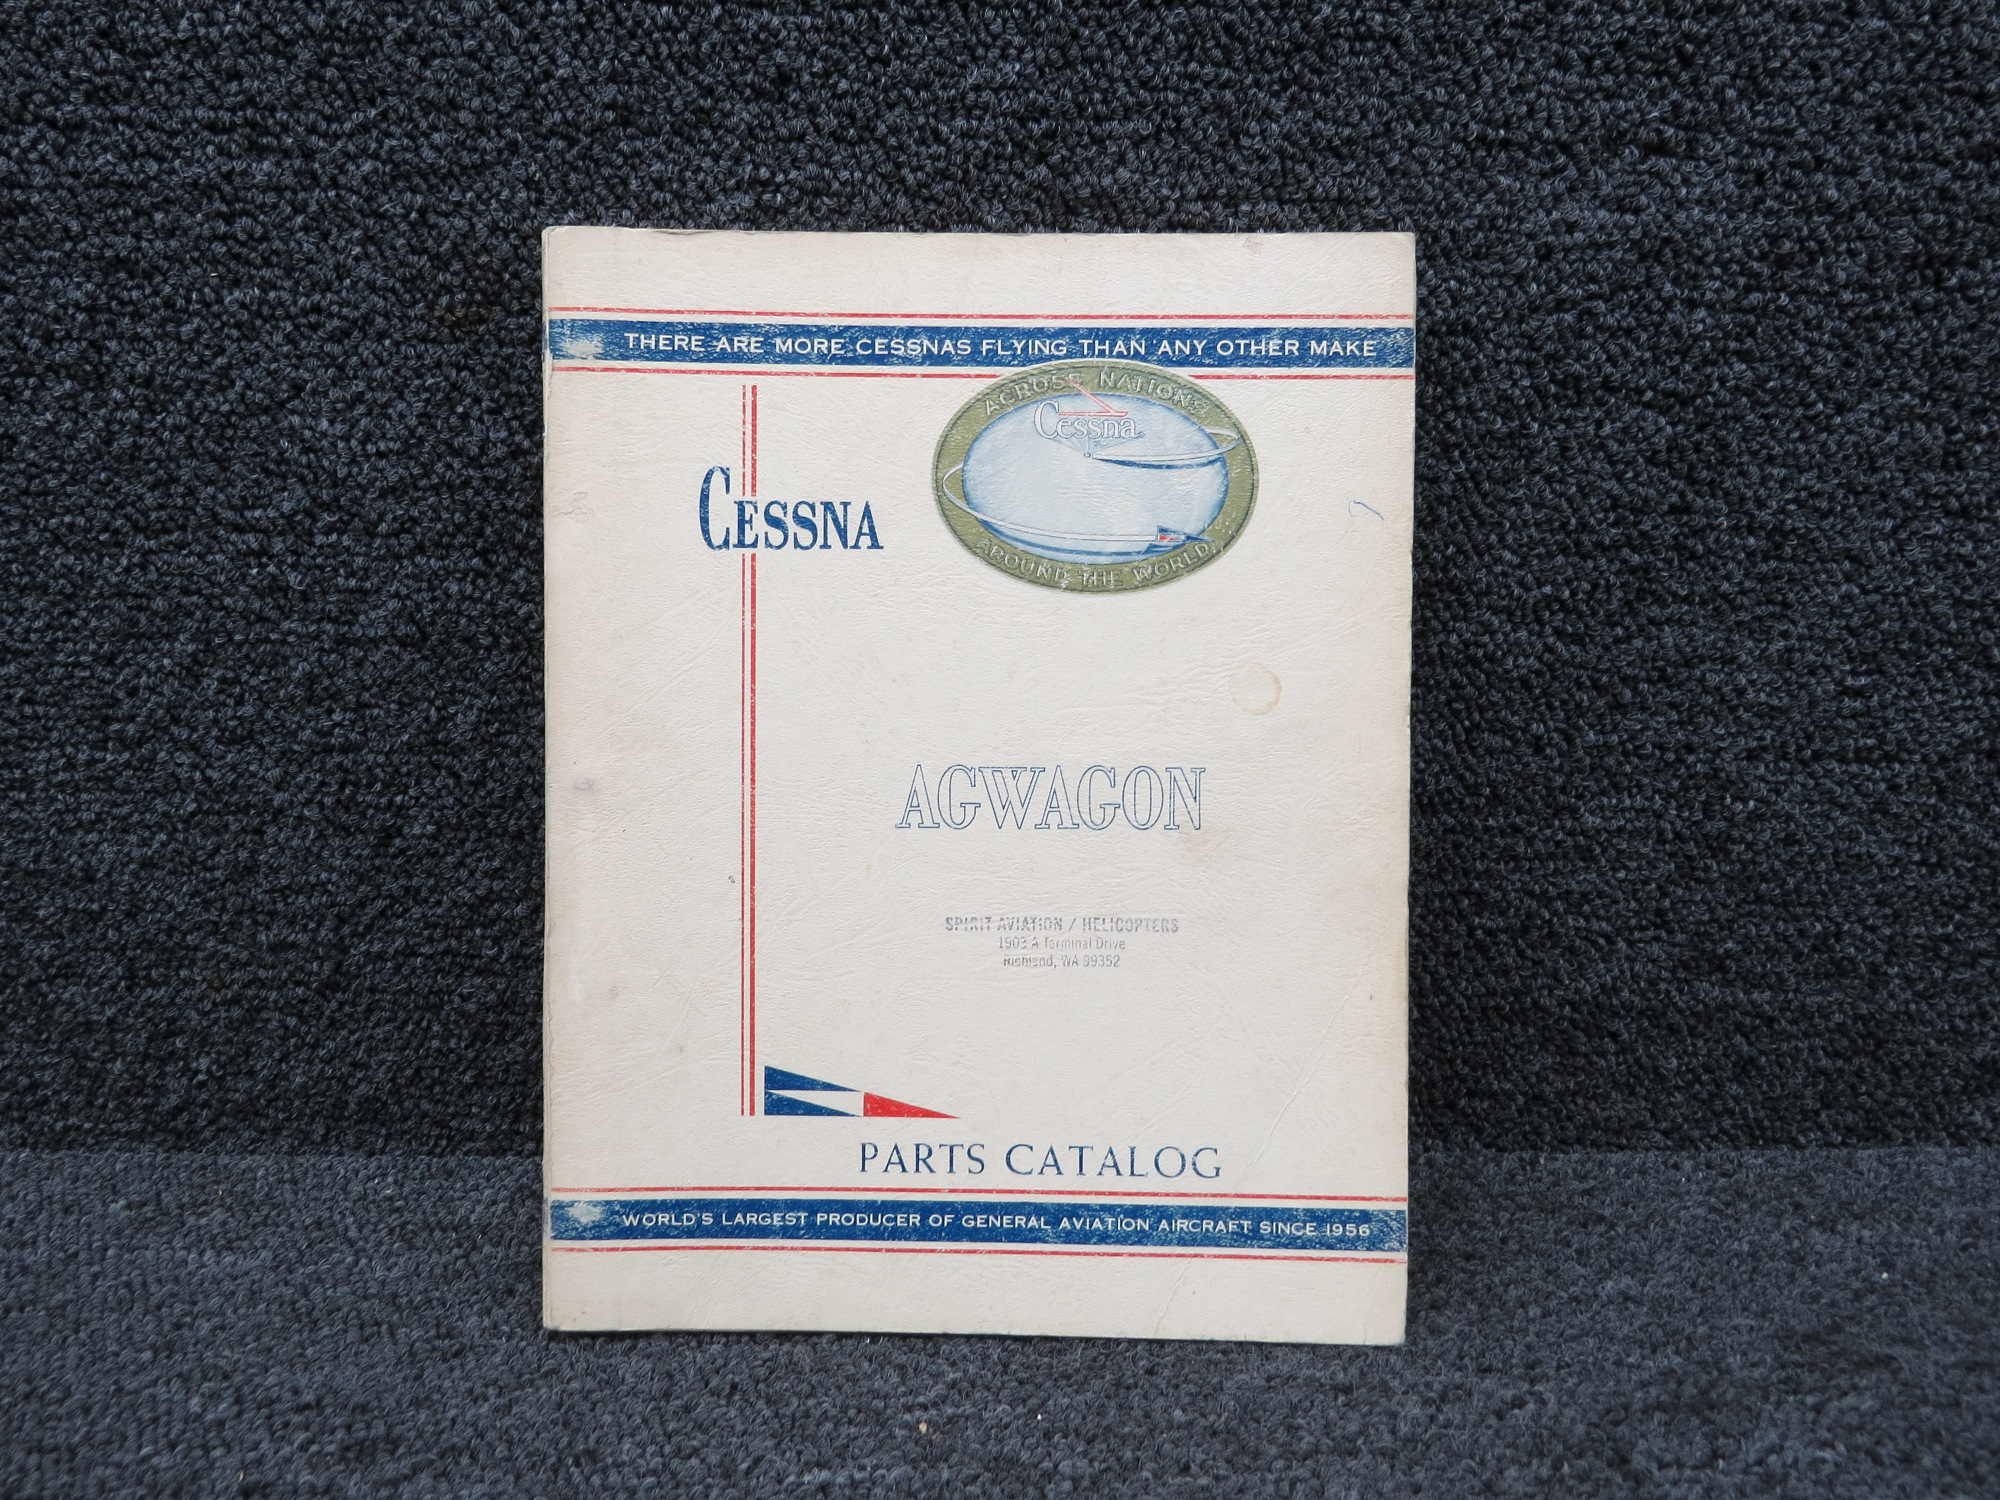 THERE ARE MORE CESSNAS FLYING THAN ANY OTHER MAKE
ACROSS NATIONS
Cessna
AROUND THE WORLD
CESSNA
AGWAGON
SPIRIT AVIATION / HELICOPTERS
1903 A Terminal Drive
Richland, WA 99352
PARTS CATALOG
WORLD'S LARGEST PRODUCER OF GENERAL AVIATION AIRCRAFT SINCE 1956